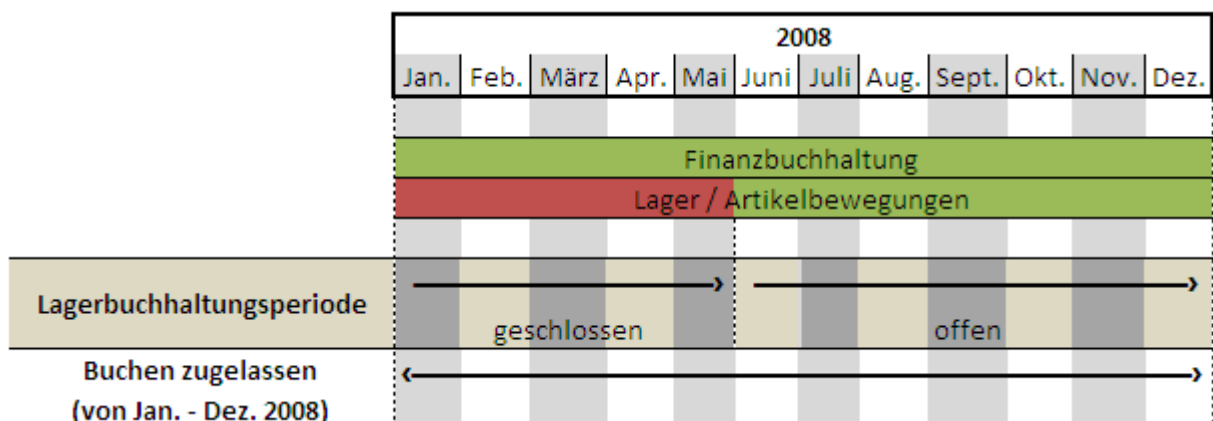 2008
Jan. Feb. März Apr. Mai Juni Juli Aug. Sept. Okt. Nov. Dez.
Finanzbuchhaltung
Lager / Artikelbewegungen
Lagerbuchhaltungsperiode
geschlossen offen
Buchen zugelassen
(von Jan. - Dez. 2008)